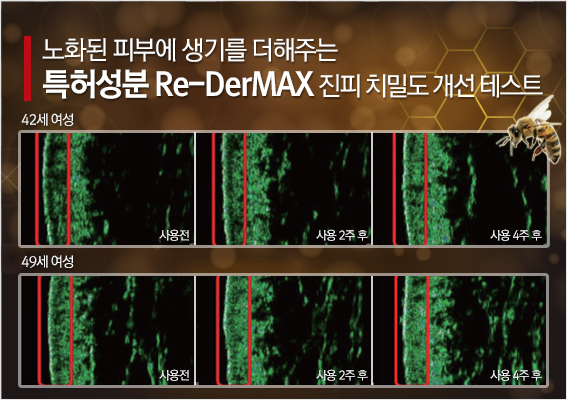 노화된 피부에 생기를 더해주는
특허성분 Re-DerMAX 진피 치밀도 개선 테스트
42세 여성
사용전
사용 2주 후
사용 4주 후
49세 여성
사용전
사용 2주 후
사용 4주 후